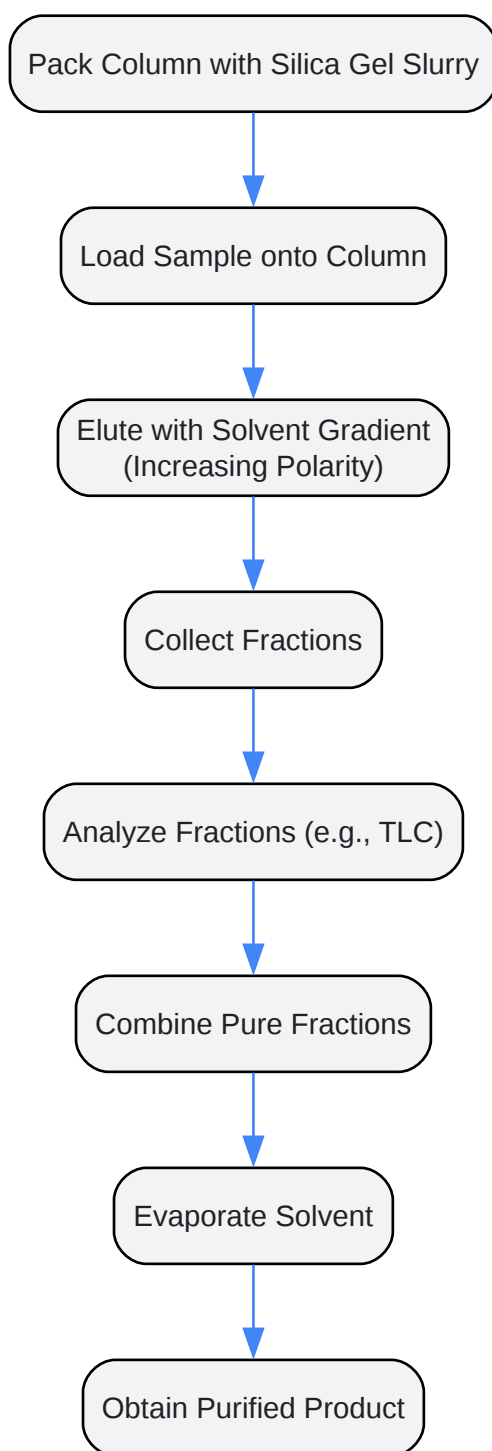 Pack Column with Silica Gel Slurry
Load Sample onto Column
Elute with Solvent Gradient
(Increasing Polarity)
Collect Fractions
Analyze Fractions (e.g., TLC)
Combine Pure Fractions
Evaporate Solvent
Obtain Purified Product